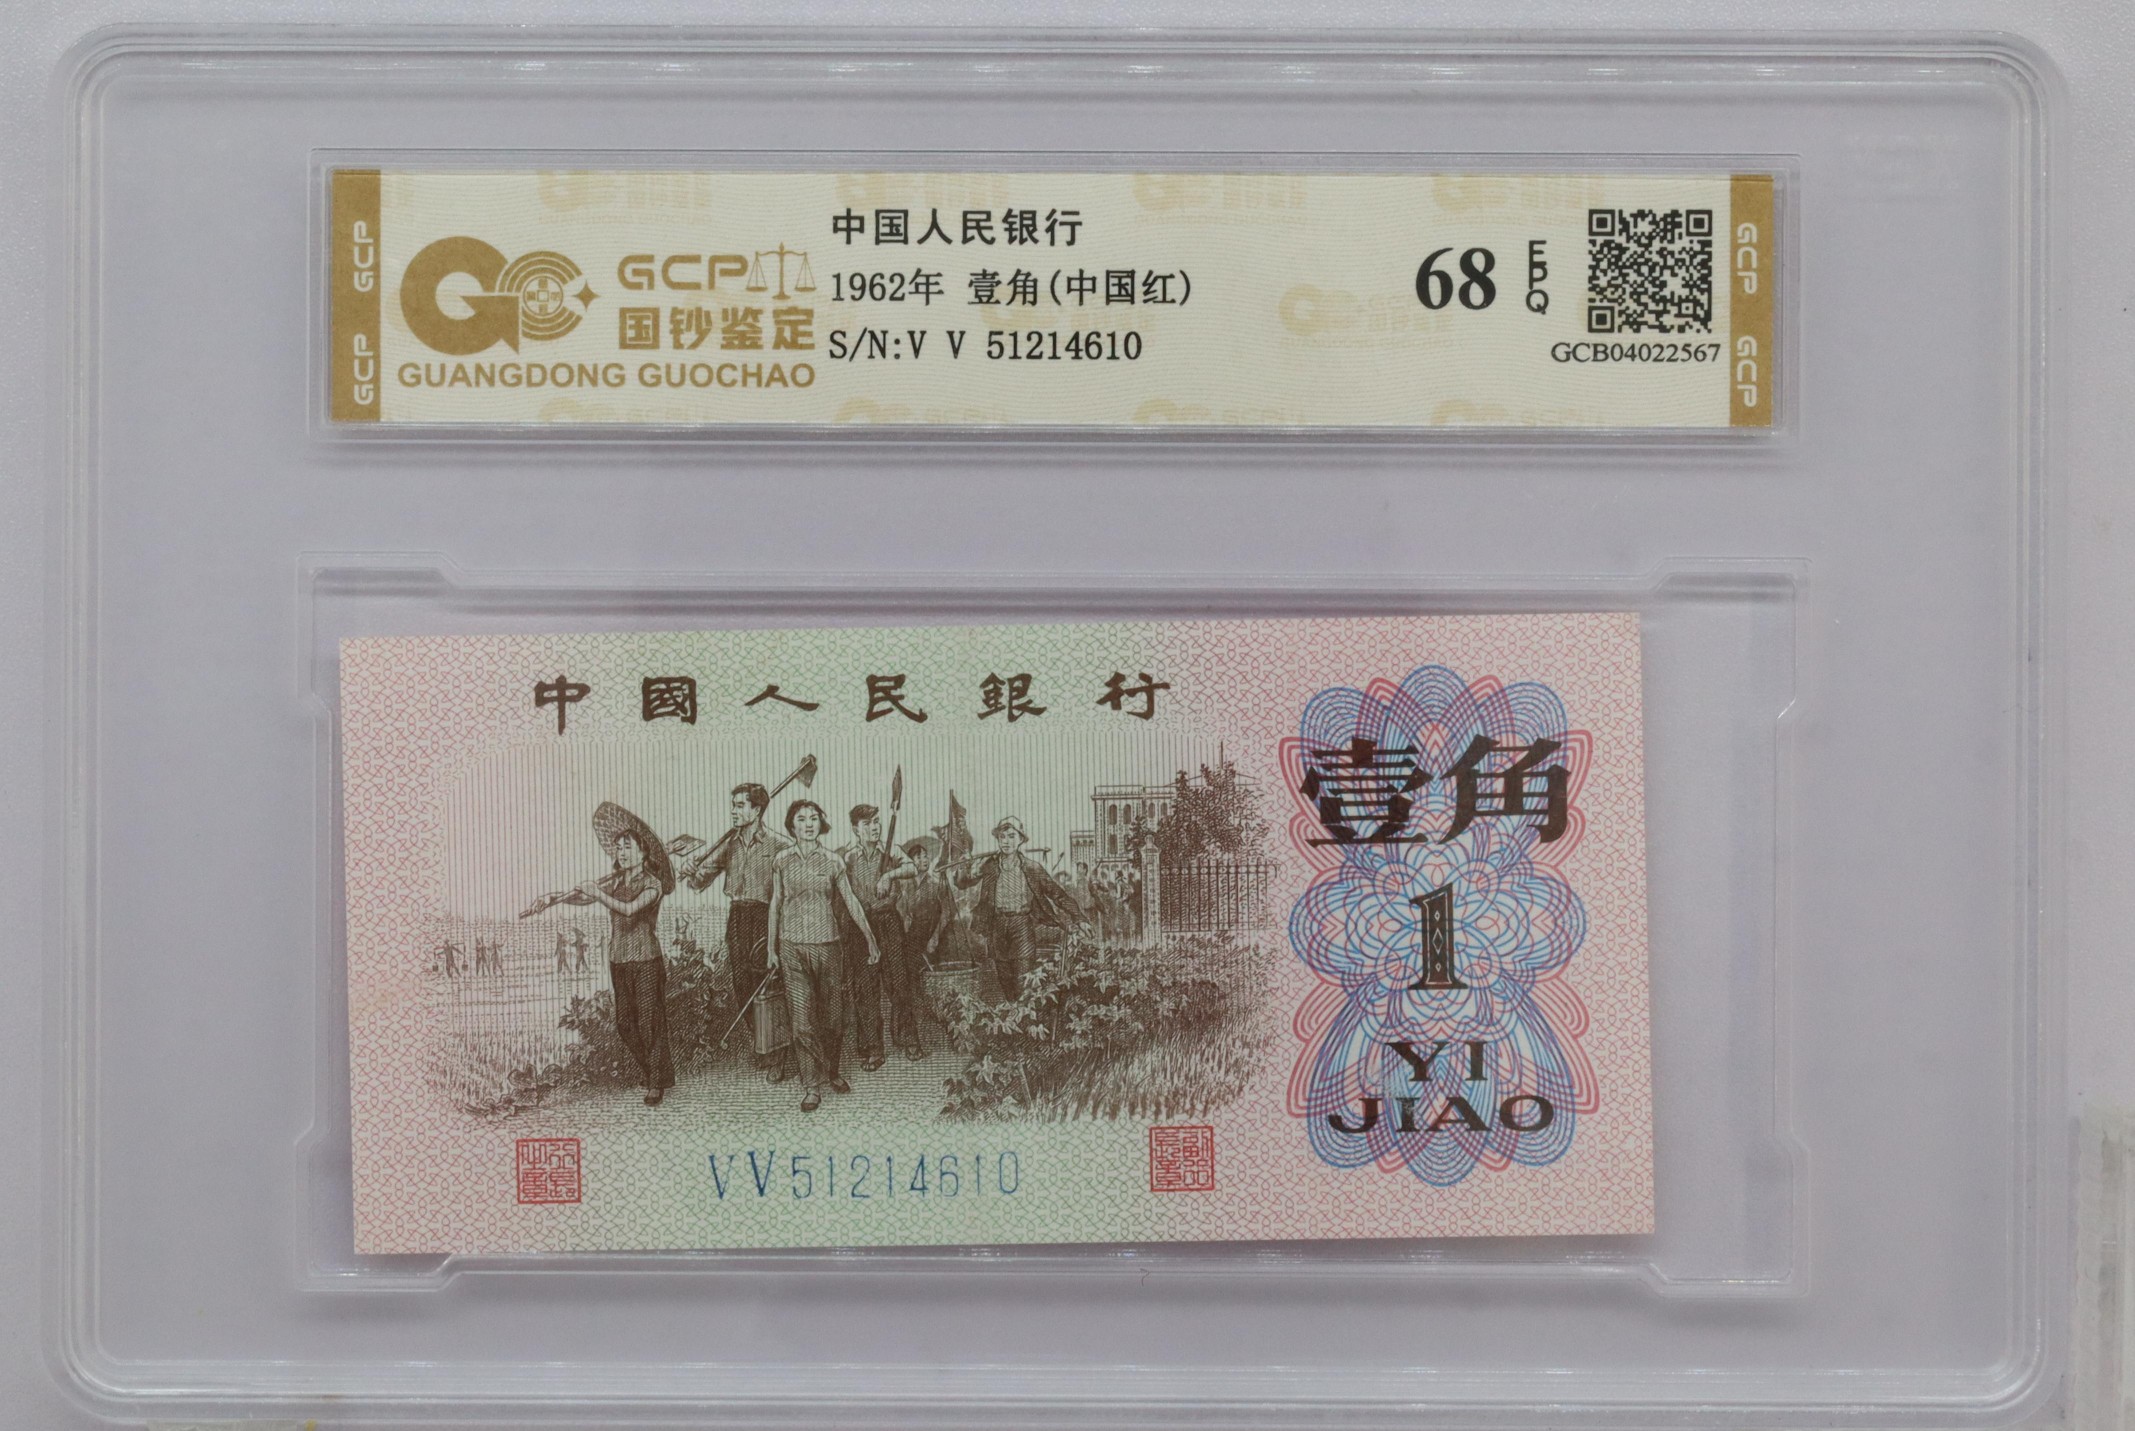 GCP
GCP
GCP
国钞鉴定
GUANGDONG GUOCHAO
中国人民银行
1962年 壹角(中国红)
S/N:V V 51214610
68
EPQ
GCB04022567
GCP
GCP
中國人民銀行
壹角
1
YI
JIAO
VV51214610